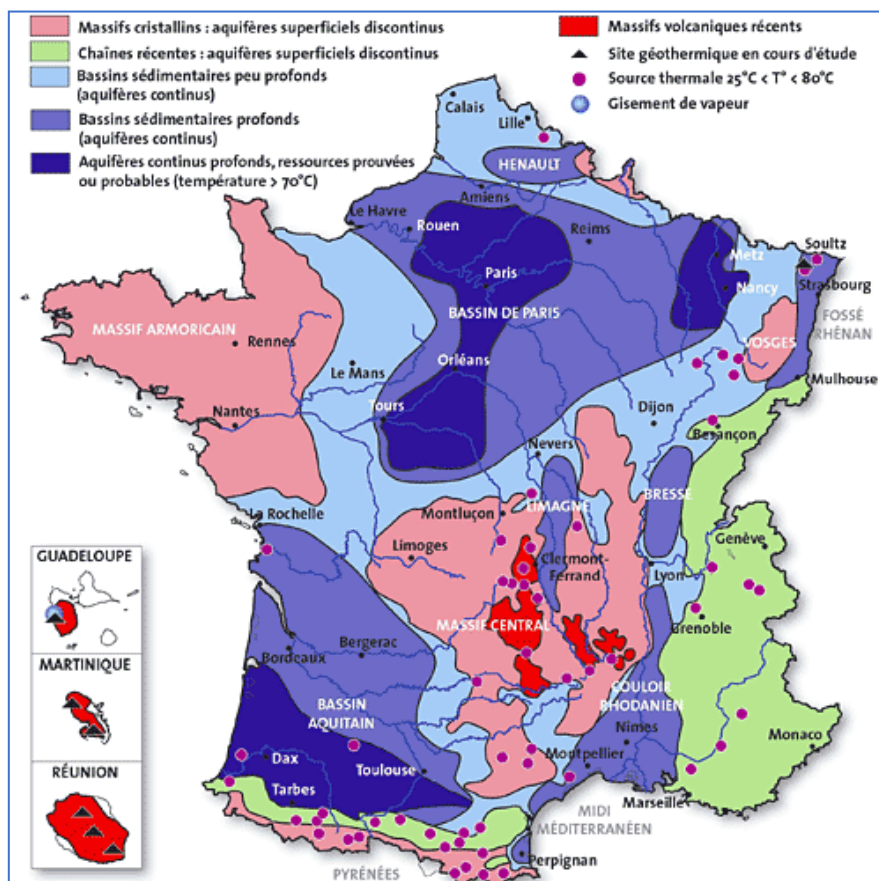 Massifs cristallins : aquifères superficiels discontinus
Chaînes récentes : aquifères superficiels discontinus
Bassins sédimentaires peu profonds
(aquifères continus)
Bassins sédimentaires profonds
(aquifères continus)
Aquifères continus profonds, ressources prouvées
ou probables (température > 70°C)
Massifs volcaniques récents
Site géothermique en cours d'étude
Source thermale 25°C < T° < 80°C
Gisement de vapeur
Calais
Lille
HENAULT
Amiens
Le Havre
Rouen
Reims
Metz
Soultz
Paris
Nancy
Strasbourg
BASSIN DE PARIS
FOSSÉ
RHÉNAN
MASSIF ARMORICAIN
Rennes
VOSGES
Orléans
Le Mans
Mulhouse
Tours
Dijon
Nantes
Besançon
Nevers
La Rochelle
Montluçon
LIMAGNE
BRESSE
Genève
Limoges
Clermont-
Ferrand
Lyon
MASSIF CENTRAL
Grenoble
Bergerac
Bordeaux
COULOIR
RHODANIEN
BASSIN
AQUITAIN
Nîmes
Monaco
Dax
Toulouse
Montpellier
Tarbes
Marseille
MIDI
MÉDITERRANÉEN
Perpignan
PYRÉNÉES
GUADELOUPE
MARTINIQUE
RÉUNION